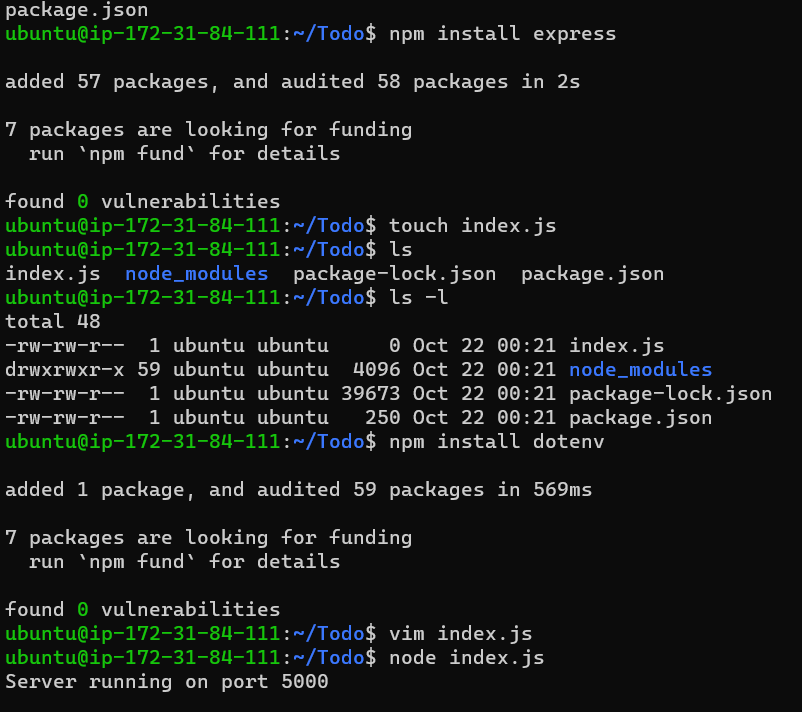 package.json
ubuntu@ip-172-31-84-111:~/Todo$ npm install express
added 57 packages, and audited 58 packages in 2s
7 packages are looking for funding
  run `npm fund` for details
found 0 vulnerabilities
ubuntu@ip-172-31-84-111:~/Todo$ touch index.js
ubuntu@ip-172-31-84-111:~/Todo$ ls
index.js  node_modules  package-lock.json  package.json
ubuntu@ip-172-31-84-111:~/Todo$ ls -l
total 48
-rw-rw-r--  1 ubuntu ubuntu     0 Oct 22 00:21 index.js
drwxrwxr-x 59 ubuntu ubuntu  4096 Oct 22 00:21 node_modules
-rw-rw-r--  1 ubuntu ubuntu 39673 Oct 22 00:21 package-lock.json
-rw-rw-r--  1 ubuntu ubuntu   250 Oct 22 00:21 package.json
ubuntu@ip-172-31-84-111:~/Todo$ npm install dotenv
added 1 package, and audited 59 packages in 569ms
7 packages are looking for funding
  run `npm fund` for details
found 0 vulnerabilities
ubuntu@ip-172-31-84-111:~/Todo$ vim index.js
ubuntu@ip-172-31-84-111:~/Todo$ node index.js
Server running on port 5000